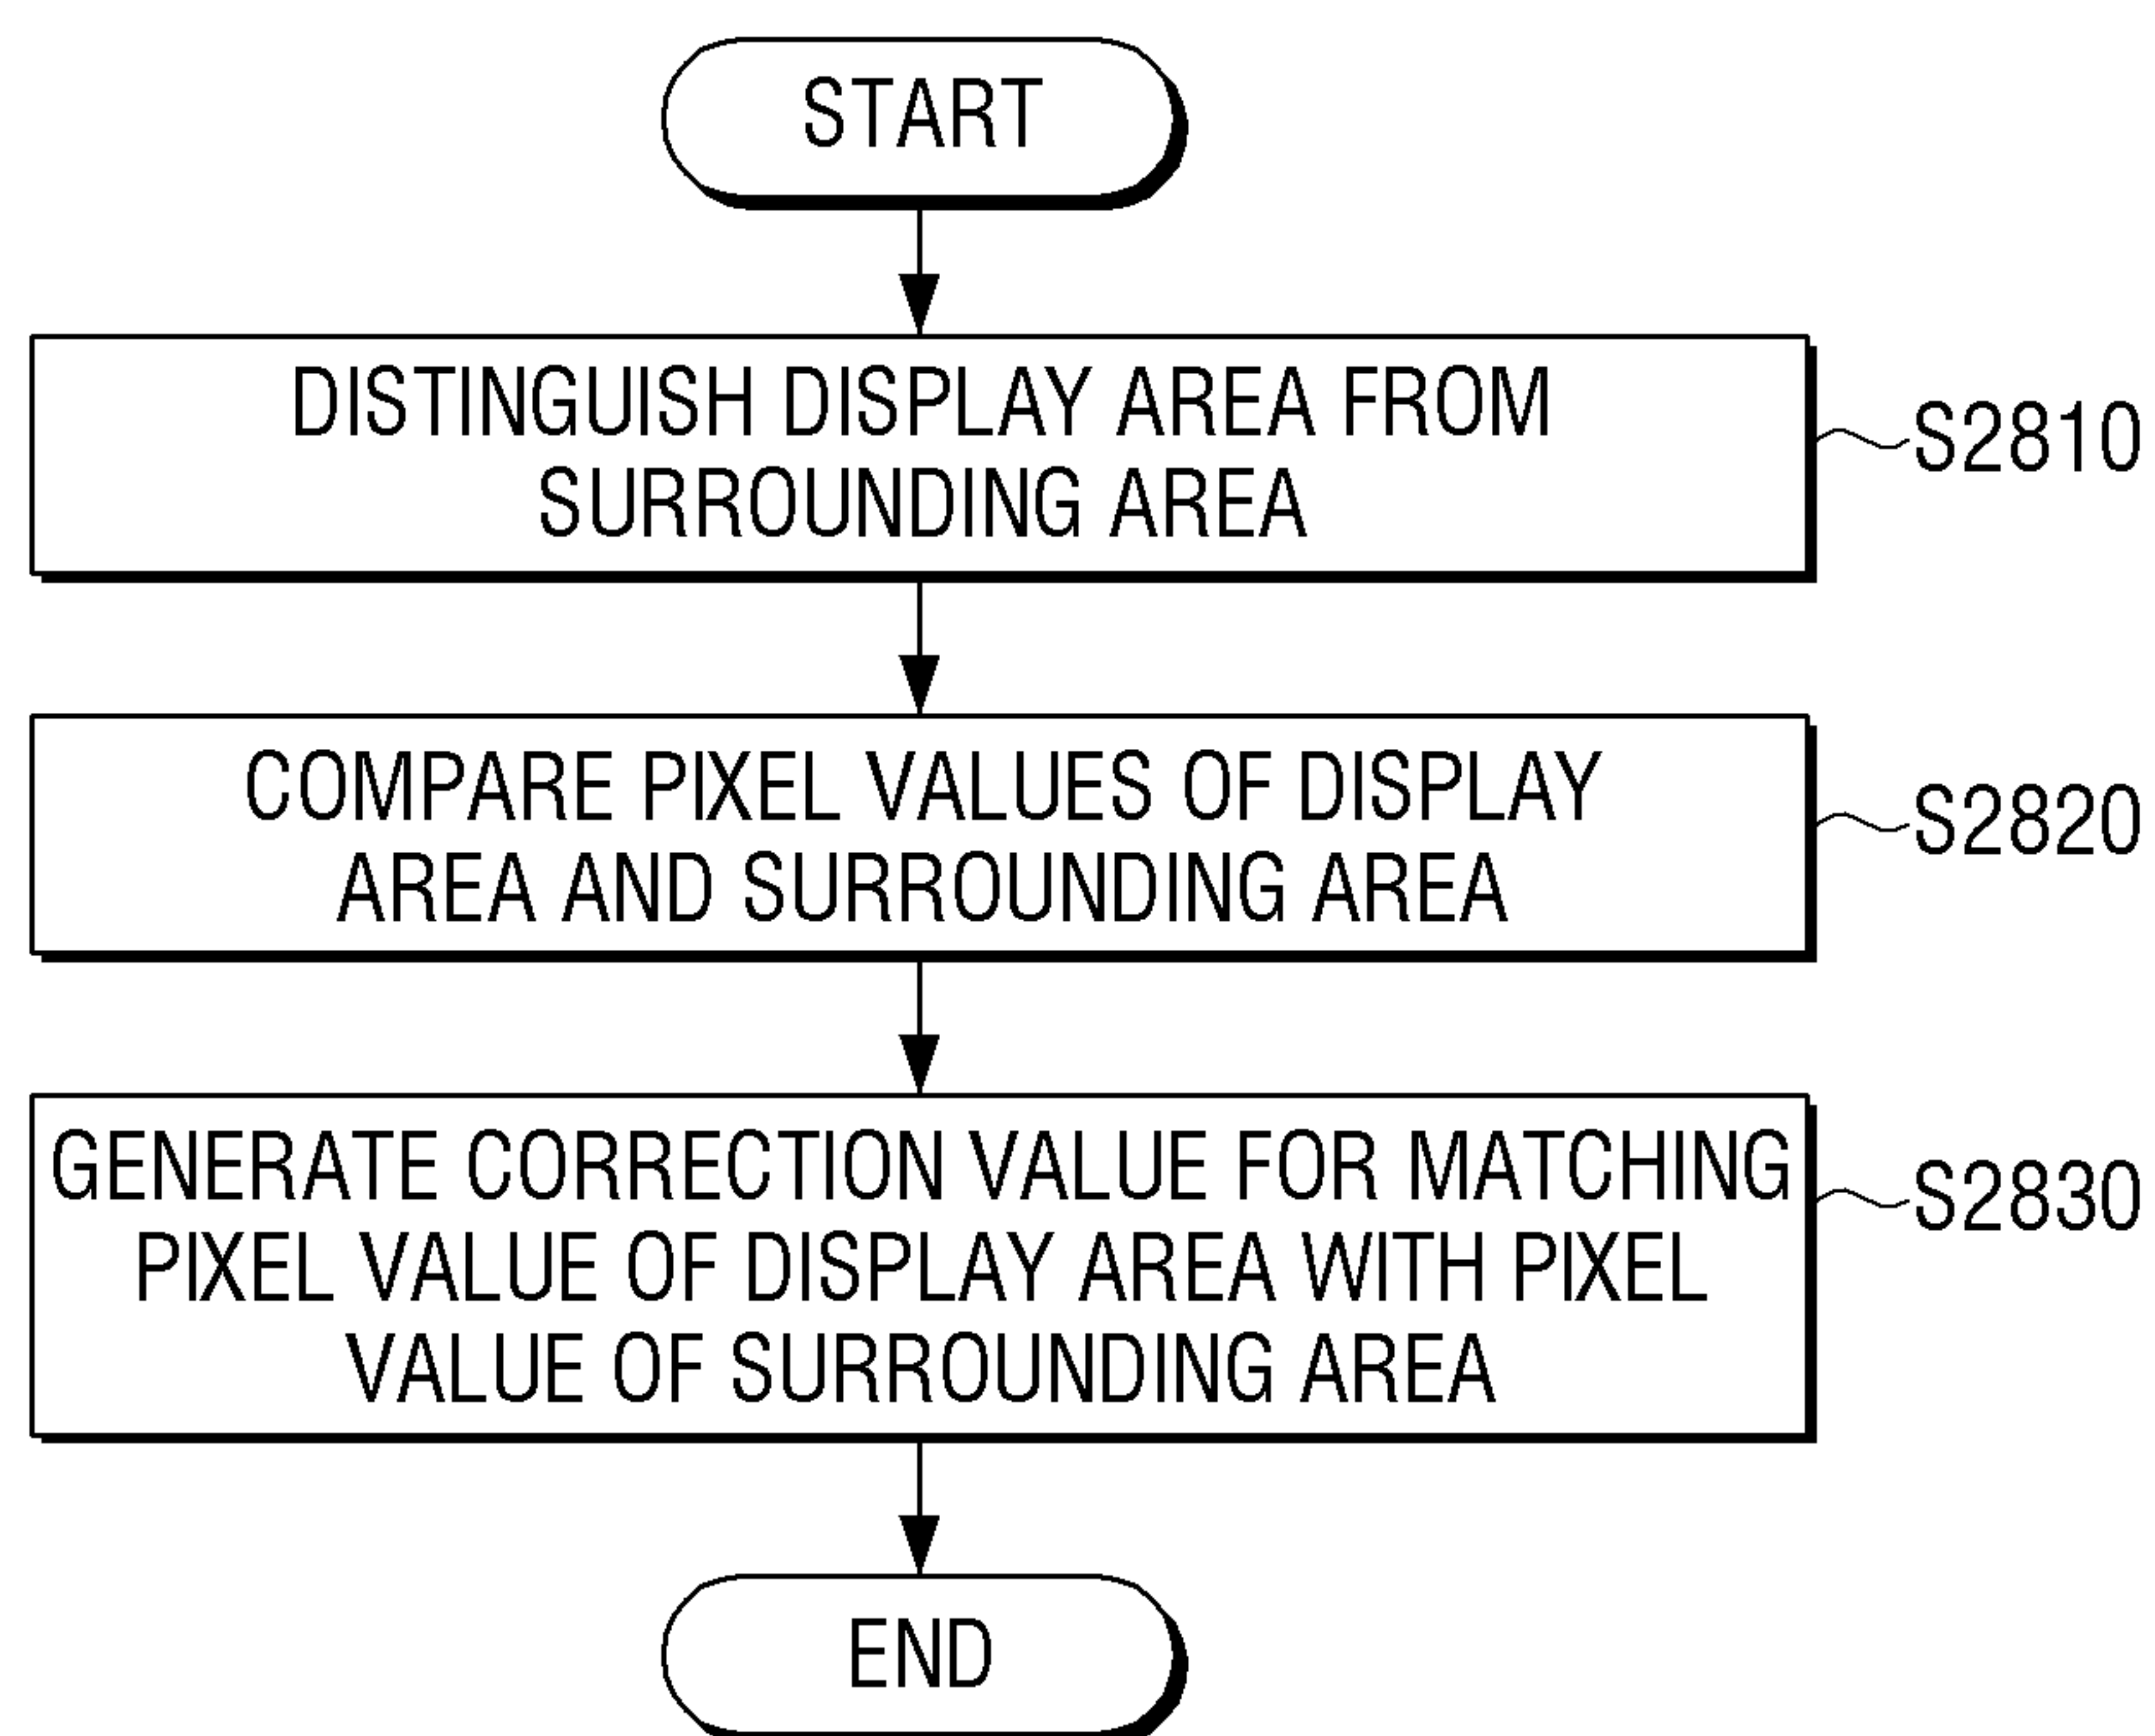 START
DISTINGUISH DISPLAY AREA FROM
SURROUNDING AREA
S2810
COMPARE PIXEL VALUES OF DISPLAY
AREA AND SURROUNDING AREA
S2820
GENERATE CORRECTION VALUE FOR MATCHING
PIXEL VALUE OF DISPLAY AREA WITH PIXEL
VALUE OF SURROUNDING AREA
S2830
END